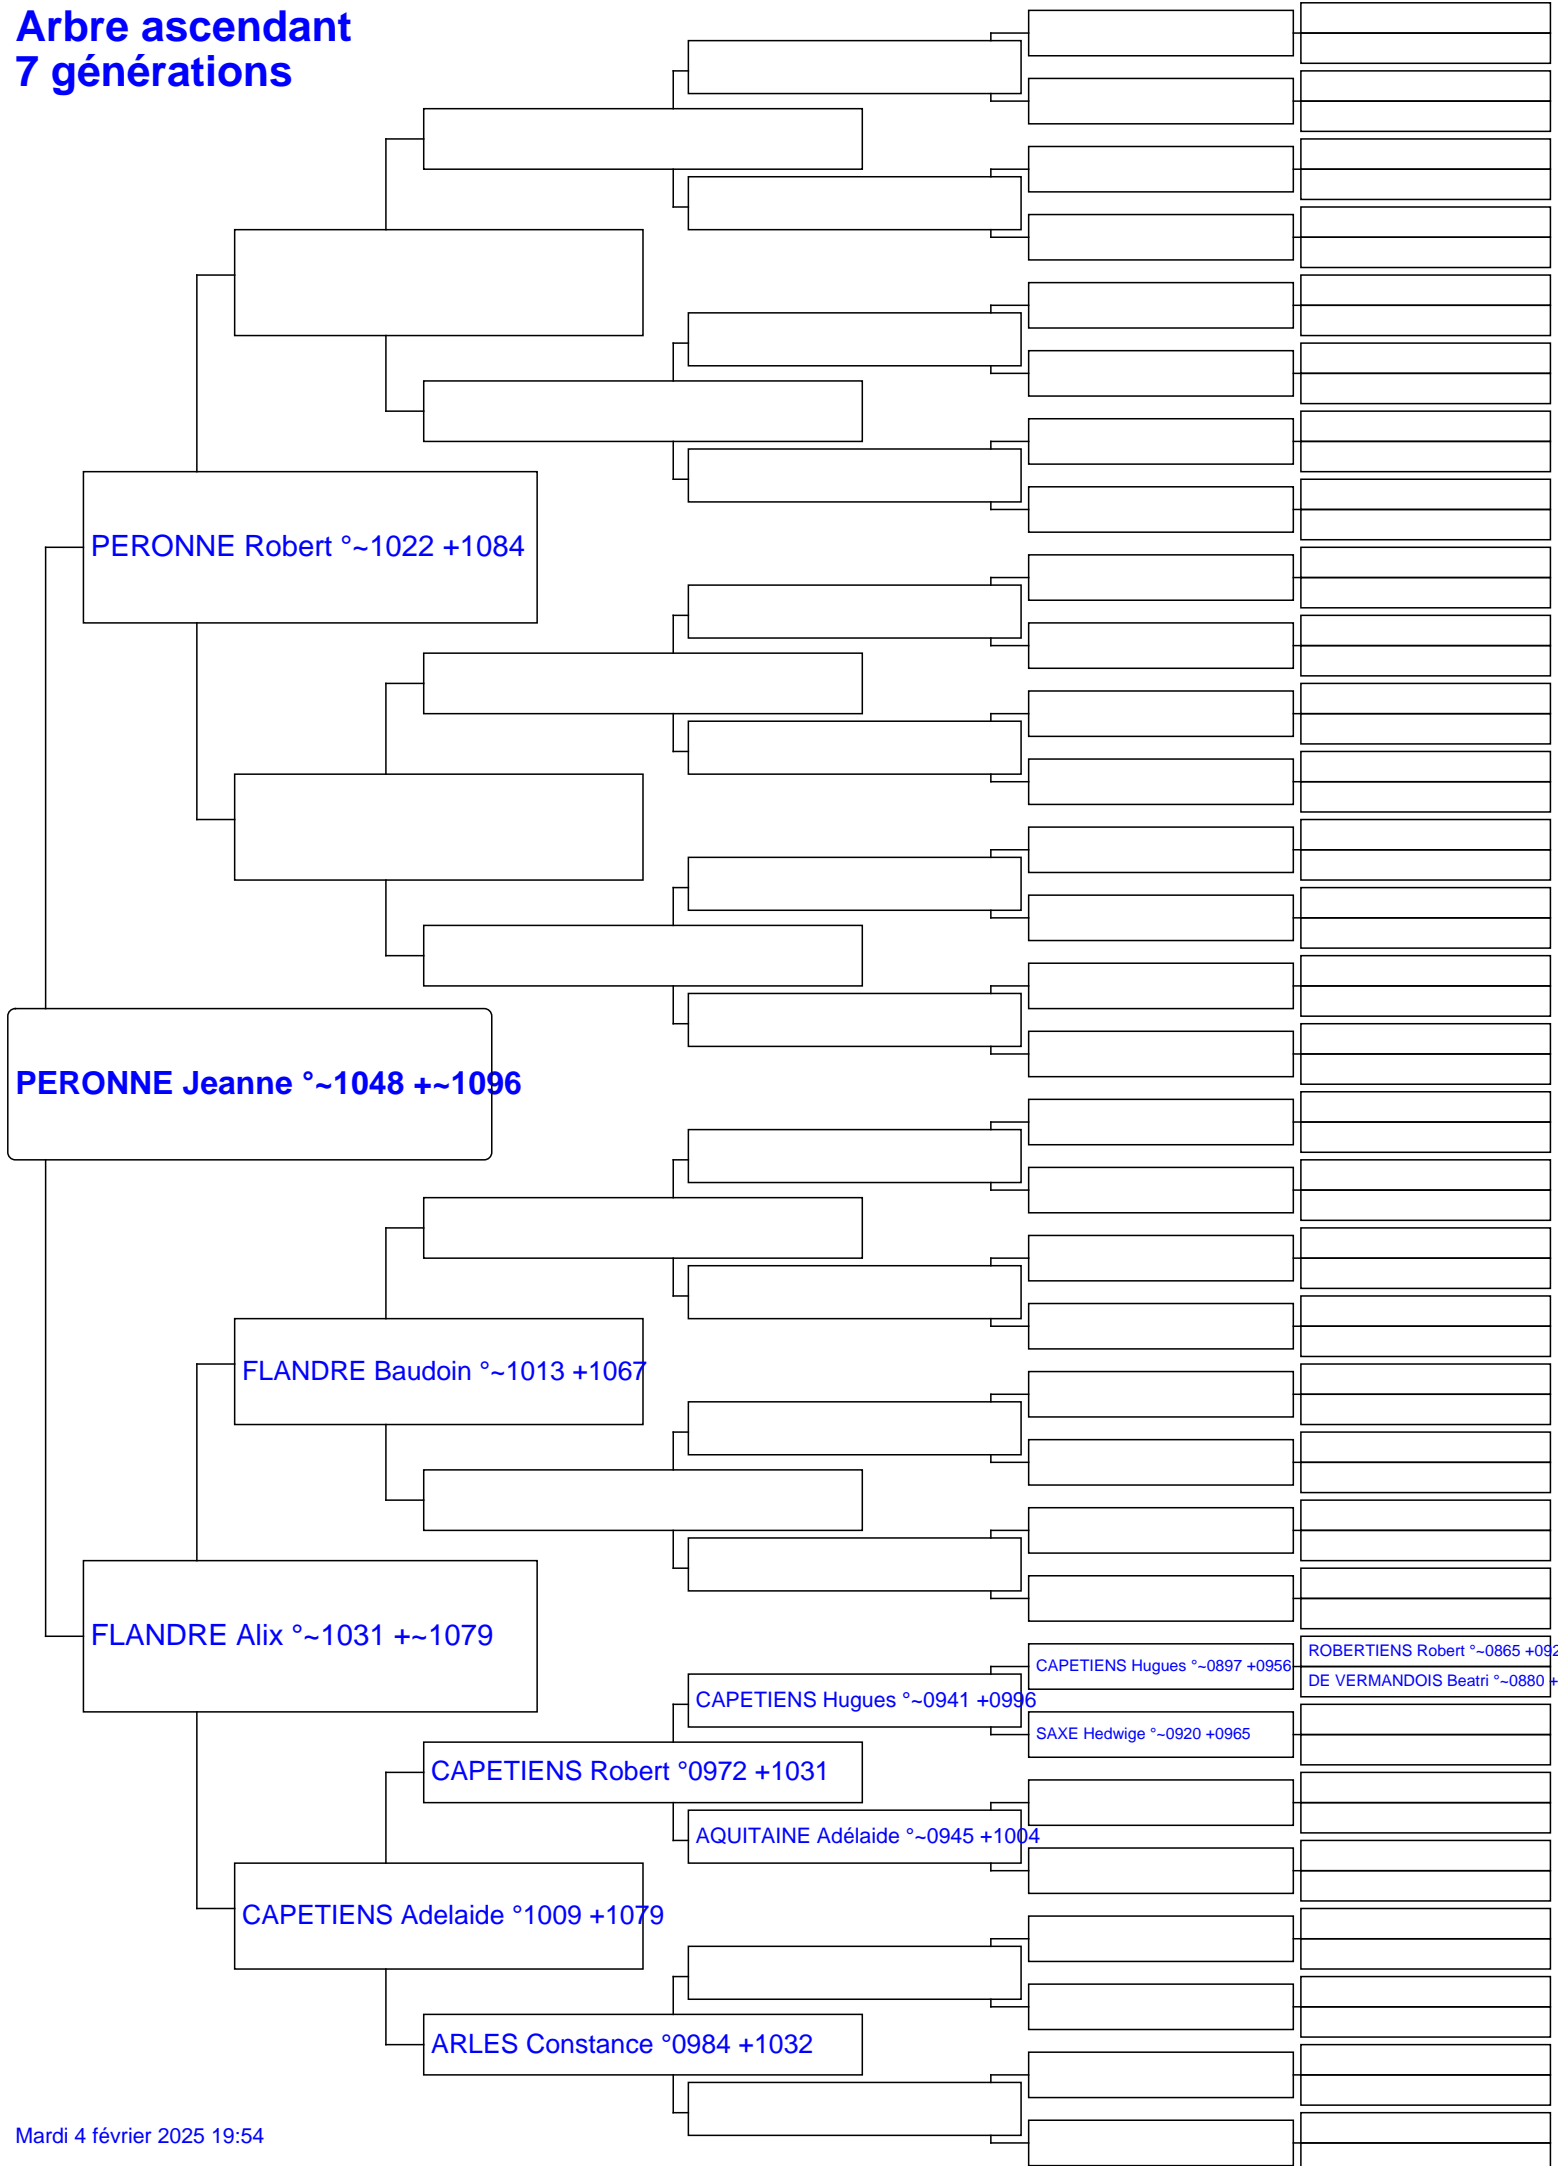 Arbre ascendant
7 générations
PERONNE Robert °~1022 +1084
PERONNE Jeanne °~1048 +~1096
FLANDRE Baudoin °~1013 +1067
FLANDRE Alix °~1031 +~1079
ROBERTIENS Robert °~0865 +092
CAPETIENS Hugues °~0897 +0956
DE VERMANDOIS Beatri °~0880 +
CAPETIENS Hugues °~0941 +0996
SAXE Hedwige °~0920 +0965
CAPETIENS Robert °0972 +1031
AQUITAINE Adélaide °~0945 +1004
CAPETIENS Adelaide °1009 +1079
ARLES Constance °0984 +1032
Mardi 4 février 2025 19:54